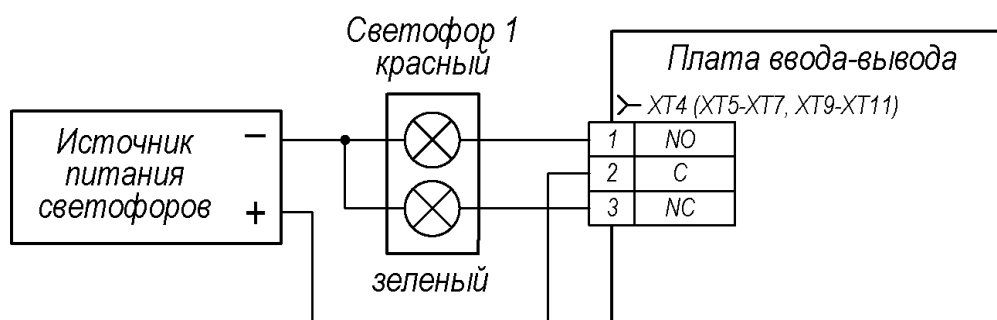 Светофор 1
красный
Плата ввода-вывода
XT4 (XT5-XT7, XT9-XT11)
Источник
питания
светофоров
−
+
1 NO
2 C
3 NC
зеленый